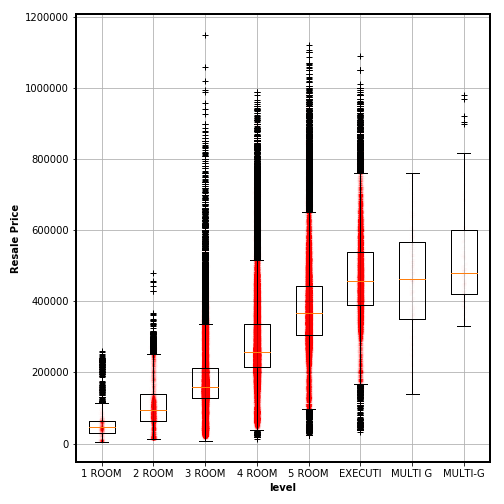 1200000
1000000
800000
600000
400000
200000
0
Resale Price
1 ROOM 2 ROOM 3 ROOM 4 ROOM 5 ROOM EXECUTI MULTI G MULTI-G
level